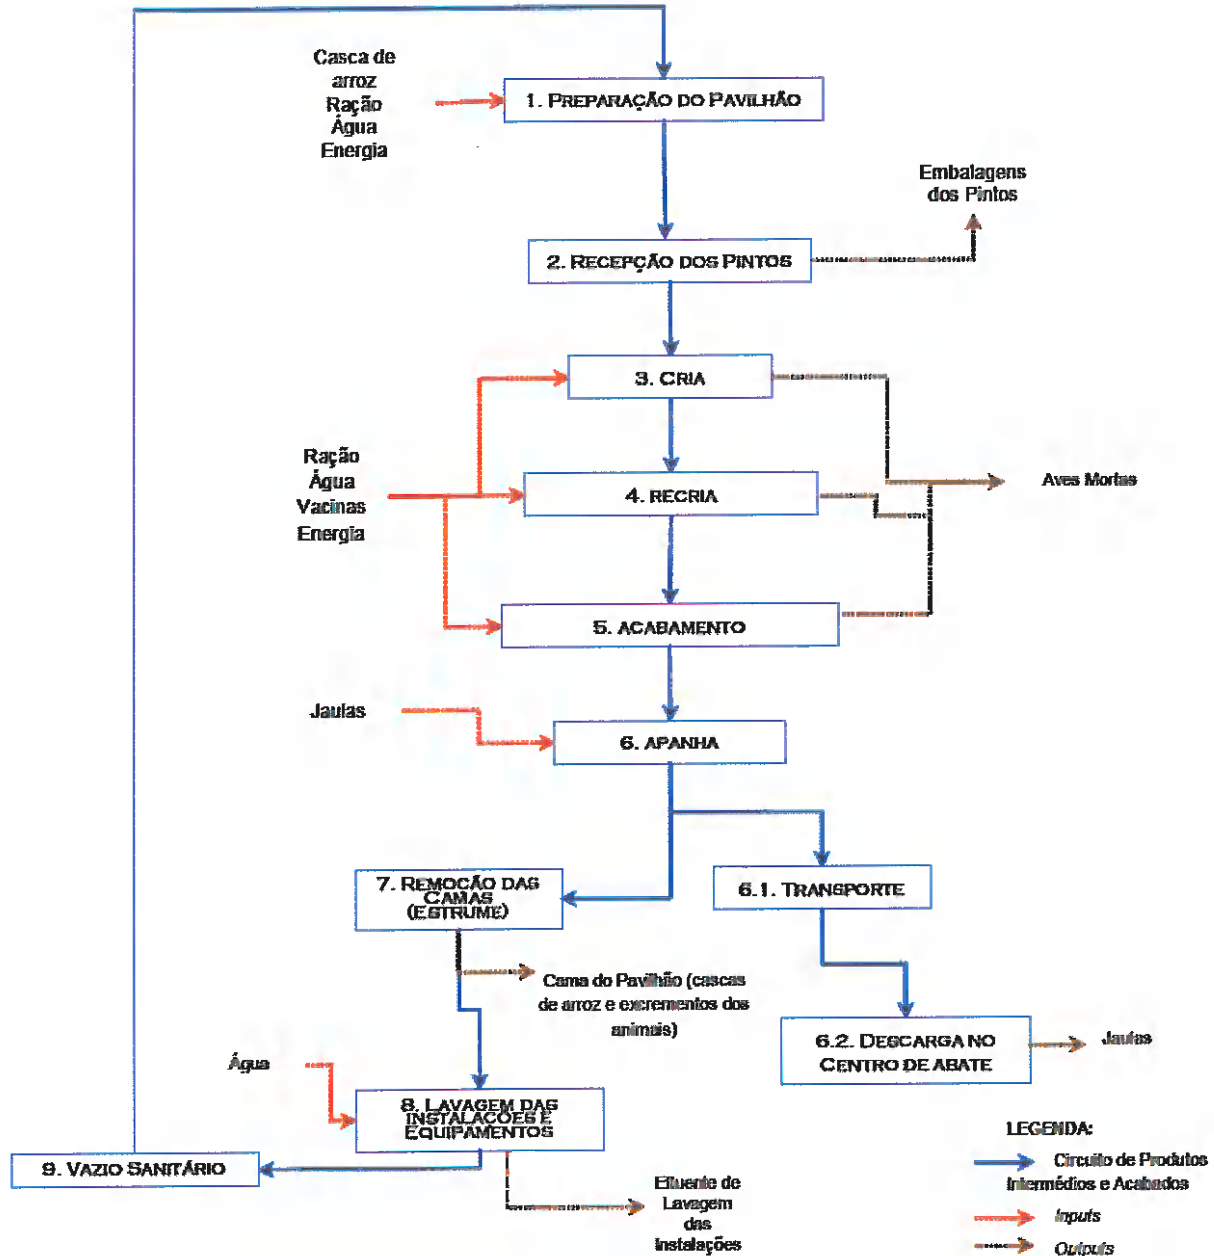 Casca de
arroz
Ração
Água
Energia
1. PREPARAÇÃO DO PAVILHÃO
Embalagens
dos Pintos
2. RECEPÇÃO DOS PINTOS
3. CRIA
Ração
Água
Vacinas
Energia
4. RECRIA
Aves Mortas
5. ACABAMENTO
Jaulas
6. APANHA
7. REMOÇÃO DAS
CAMAS
(ESTRUME)
6.1. TRANSPORTE
Cama do Pavilhão (cascas
de arroz e excrementos dos
animais)
6.2. DESCARGA NO
CENTRO DE ABATE
Jaulas
Água
8. LAVAGEM DAS
INSTALAÇÕES E
EQUIPAMENTOS
9. VAZIO SANITÁRIO
Efluente de
Lavagem
das
Instalações
LEGENDA:
Circuito de Produtos
Intermédios e Acabados
Inputs
Outputs